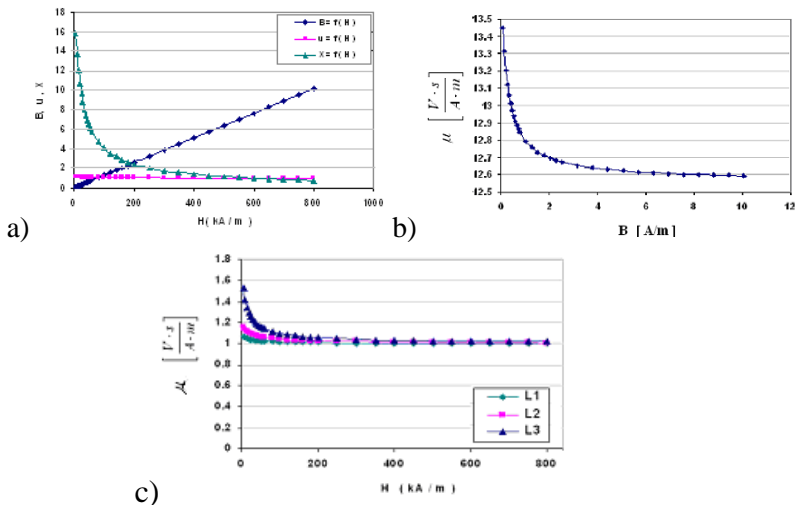 18
16
14
12
10
8
6
4
2
0
B, u, X
B= f( H )
u = f( H )
X= f( H )
0 200 400 600 800 1000
H( kA / m )
a)
13.5
13.4
13.3
13.2
13.1
13
12.9
12.8
12.7
12.6
12.5
μ [V·s / A·m]
0 2 4 6 8 10 12
B [A/m]
b)
1.8
1.6
1.4
1.2
1
0.8
0.6
0.4
0.2
0
μ [V·s / A·m]
L1
L2
L3
0 200 400 600 800
H ( kA / m )
c)